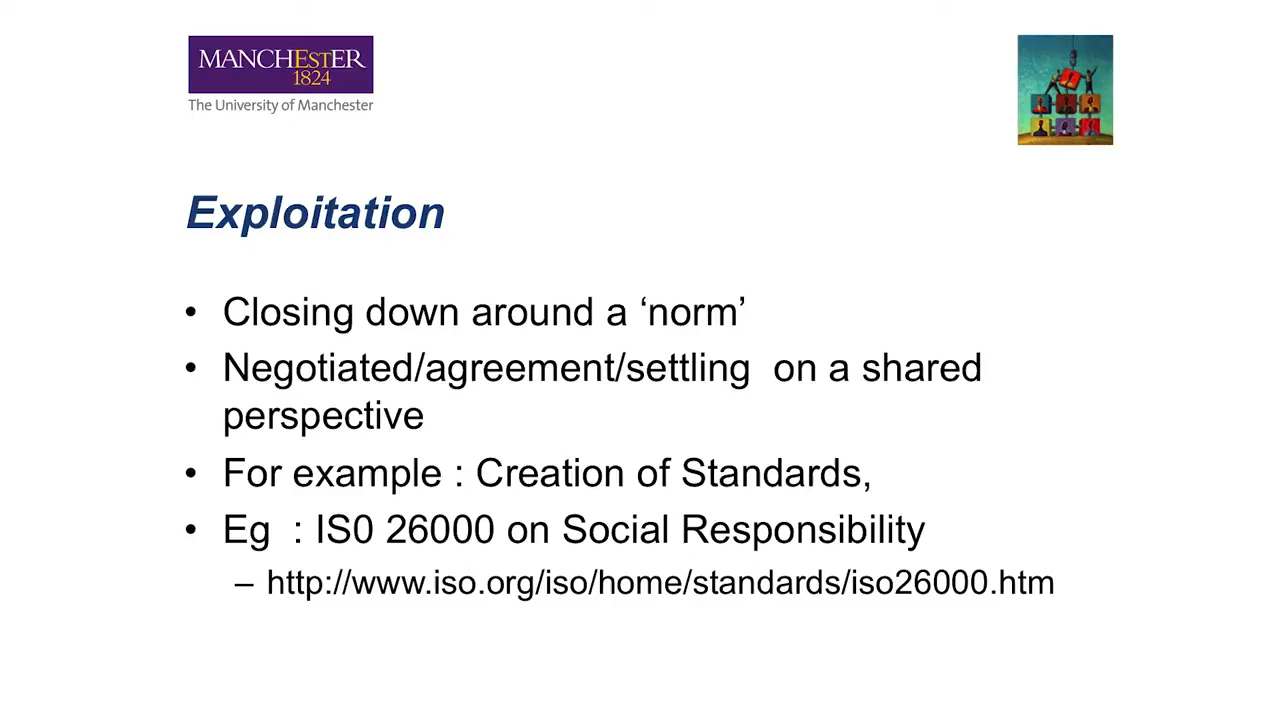 MANCHESTER
1824
The University of Manchester
Exploitation
• Closing down around a ‘norm’
• Negotiated/agreement/settling on a shared
perspective
• For example : Creation of Standards,
• Eg : IS0 26000 on Social Responsibility
– http://www.iso.org/iso/home/standards/iso26000.htm